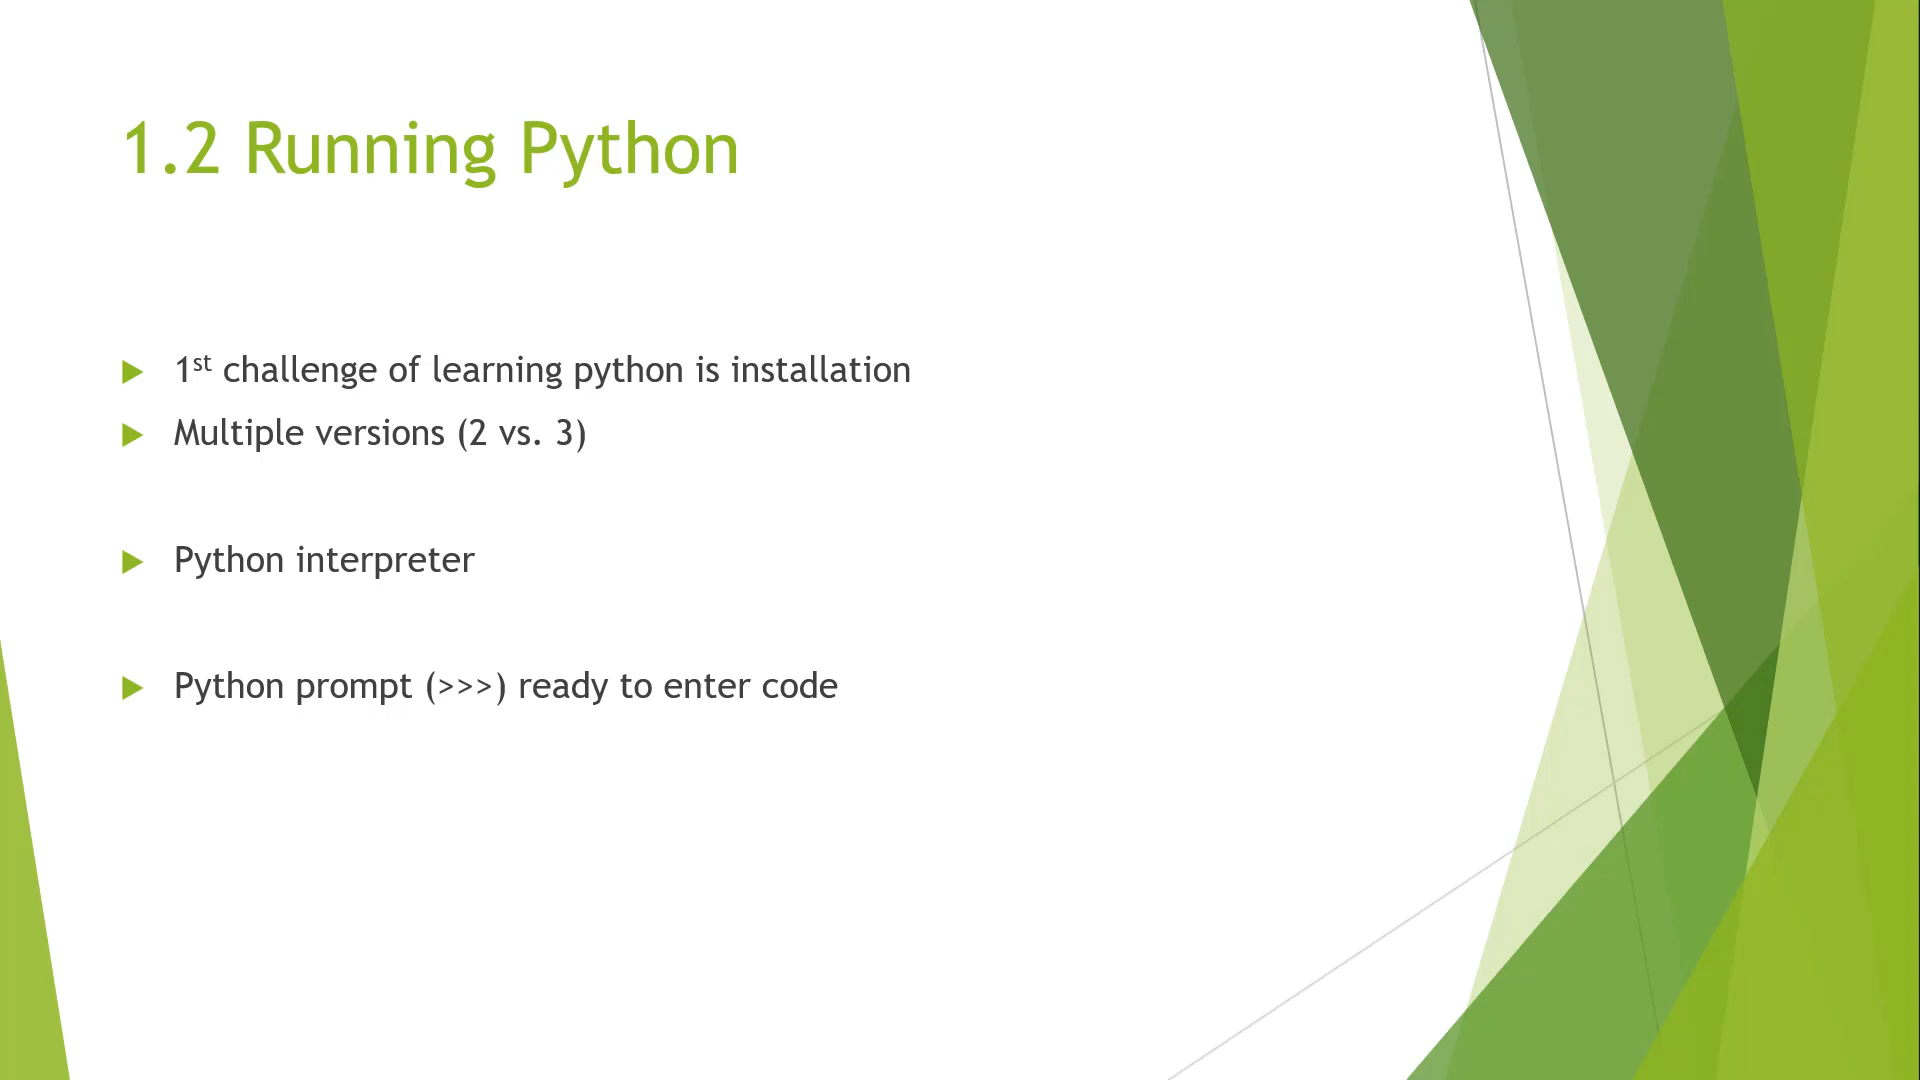 1.2 Running Python
1st challenge of learning python is installation
Multiple versions (2 vs. 3)
Python interpreter
Python prompt (>>>) ready to enter code